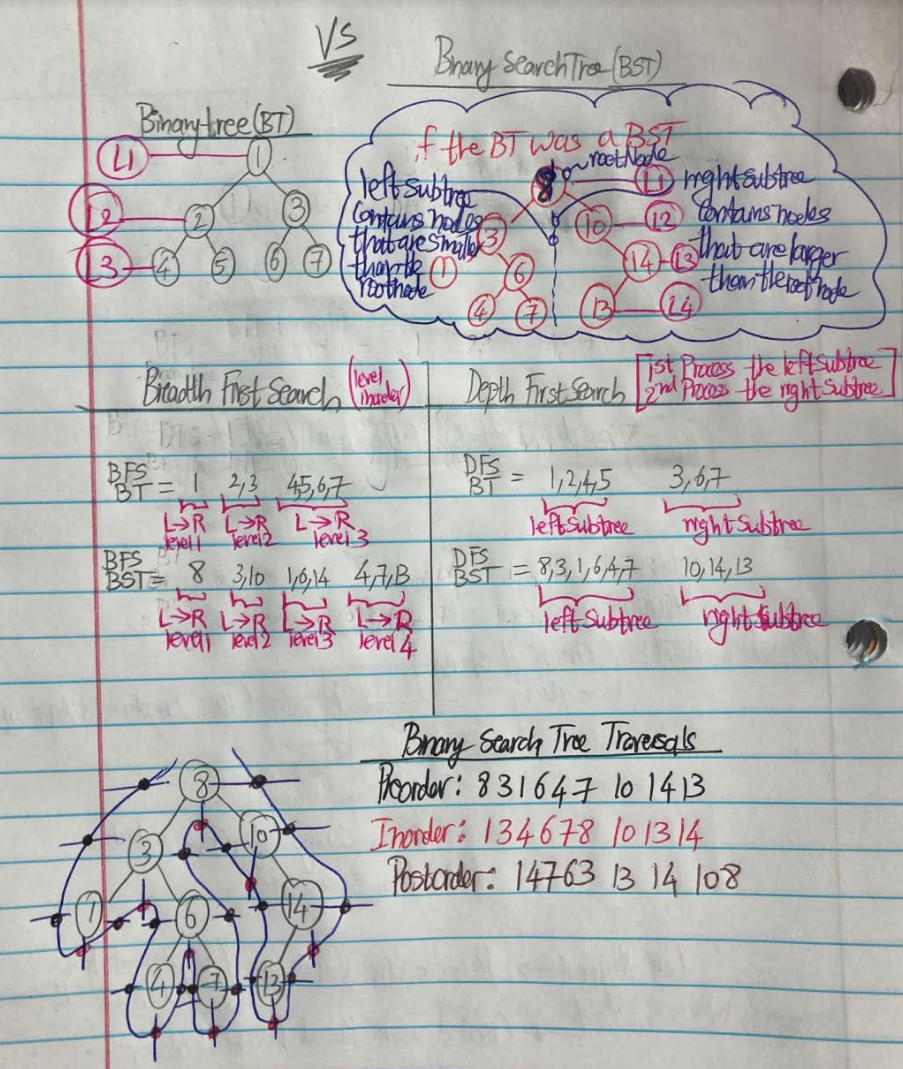 VS
Binary Search Tree (BST)
Binary tree (BT)
If the BT was a BST
L1
1
L2
2
3
L3
4
5
6
7
left subtree
contains nodes
that are smaller
than the
root node
root Node
8
L1
right subtree
contains nodes
that are larger
than the root node
3
10
L2
1
6
14
L3
4
7
13
L4
Breadth First Search (level inorder)
Depth First Search [1st Process the left Subtree
2nd Process the right Subtree]
BFS
BT = 1 2,3 4,5,6,7
L→R L→R L→R
level 1 level 2 level 3
BFS
BST = 8 3,10 1,6,14 4,7,13
L→R L→R L→R L→R
level 1 level 2 level 3 level 4
DFS
BT = 1,2,4,5 3,6,7
left Subtree right Subtree
DFS
BST = 8,3,1,6,4,7 10,14,13
left Subtree right Subtree
Binary Search Tree Traversals
Preorder: 8 3 1 6 4 7 10 14 13
Inorder: 1 3 4 6 7 8 10 13 14
Postorder: 1 4 7 6 3 13 14 10 8
8
3
10
1
6
14
4
7
13